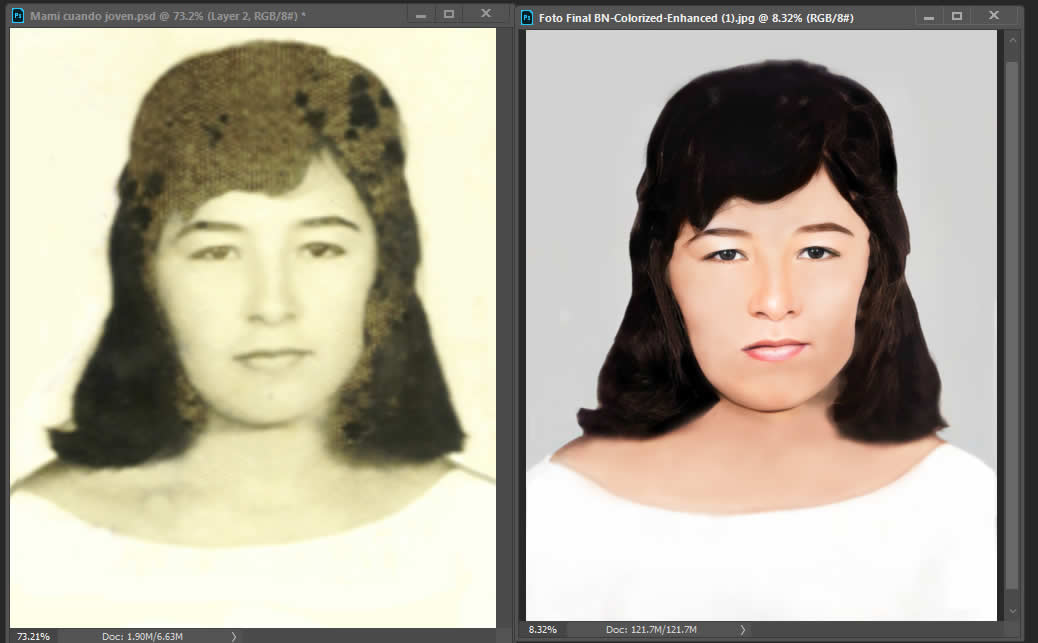 Ps Mami cuando joven.psd @ 73.2% (Layer 2, RGB/8#) *
73.21% Doc: 1.90M/6.63M
Ps Foto Final BN-Colorized-Enhanced (1).jpg @ 8.32% (RGB/8#)
8.32% Doc: 121.7M/121.7M